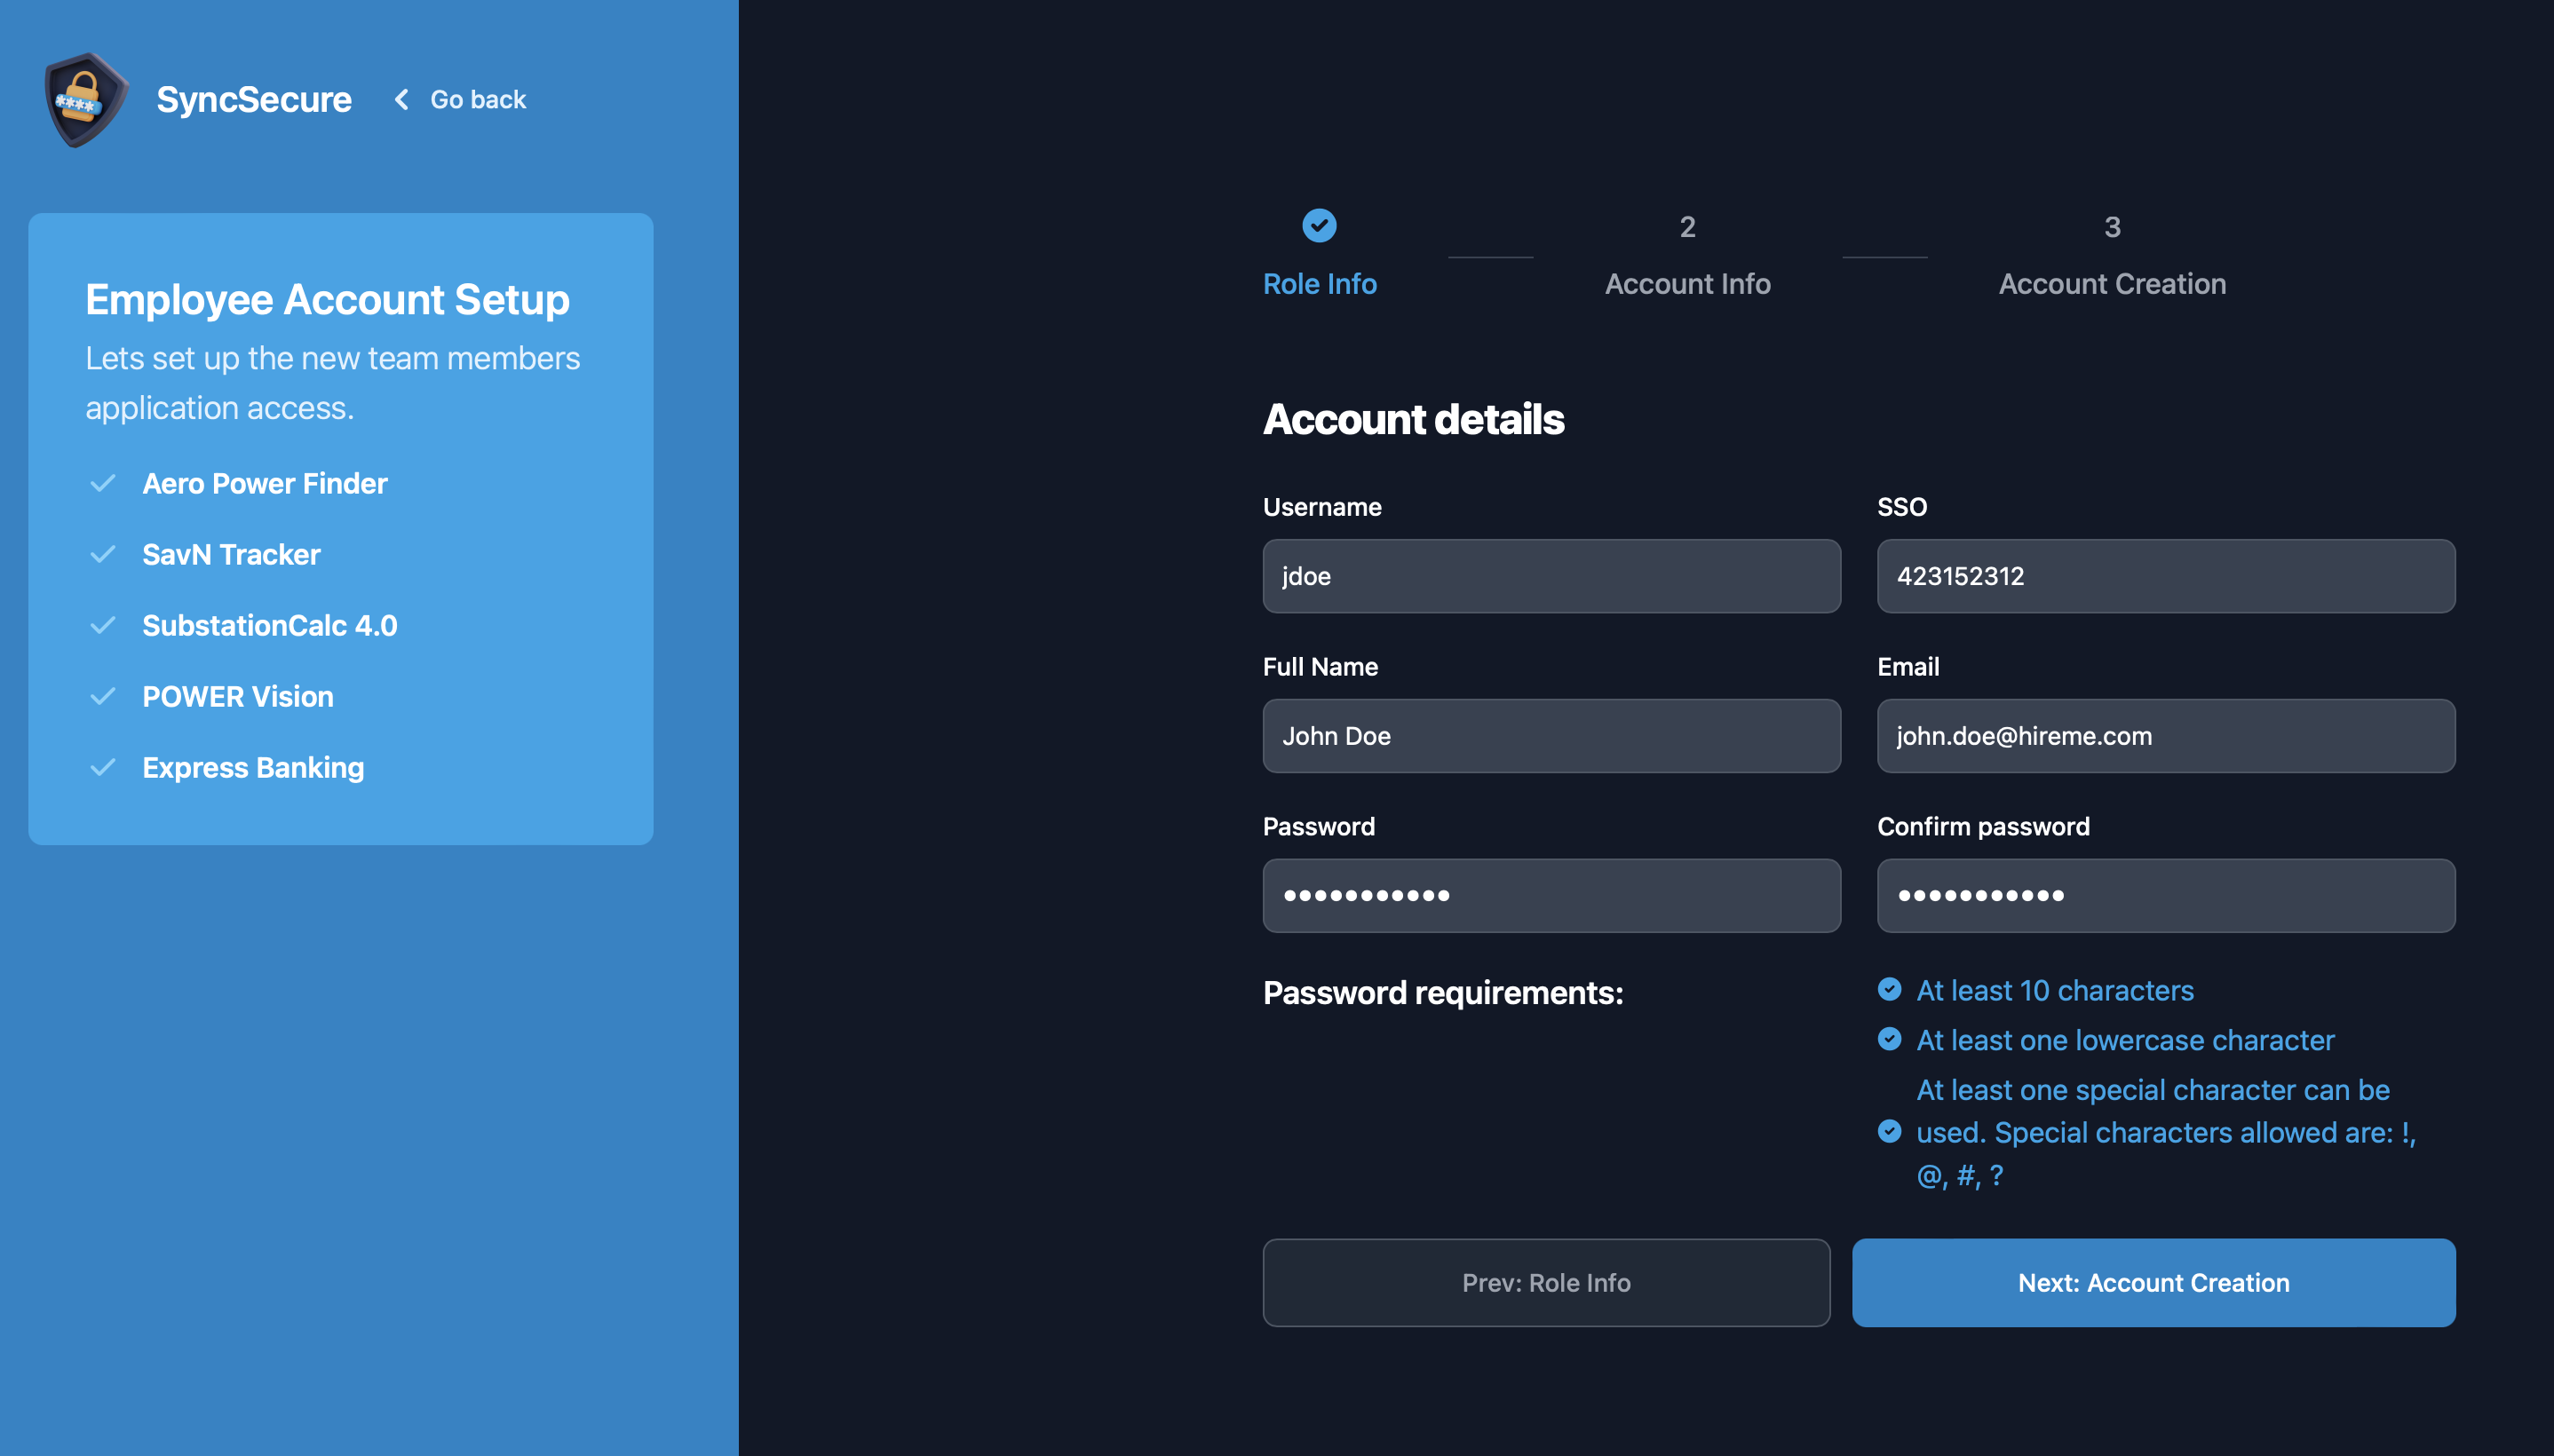 ****
SyncSecure
Go back
Employee Account Setup
Lets set up the new team members
application access.
Aero Power Finder
SavN Tracker
SubstationCalc 4.0
POWER Vision
Express Banking
2
3
Role Info
Account Info
Account Creation
Account details
Username
SSO
jdoe
423152312
Full Name
Email
John Doe
john.doe@hireme.com
Password
Confirm password
•••••••••••
•••••••••••
Password requirements:
At least 10 characters
At least one lowercase character
At least one special character can be
used. Special characters allowed are: !,
@, #, ?
Prev: Role Info
Next: Account Creation